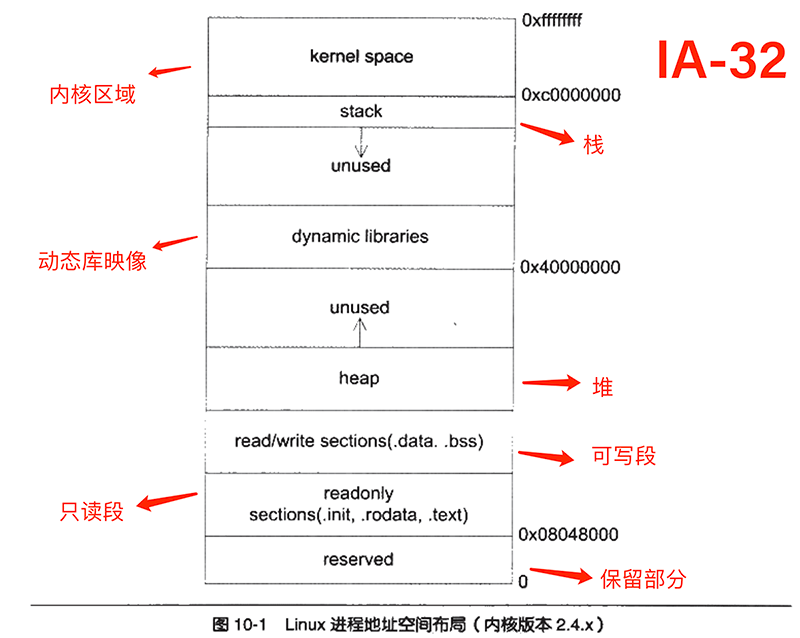 0xffffffff
IA-32
kernel space
内核区域
0xc0000000
stack
栈
unused
dynamic libraries
动态库映像
0x40000000
unused
heap
堆
read/write sections(.data. .bss)
可写段
readonly
sections(.init, .rodata, .text)
只读段
0x08048000
reserved
保留部分
0
图 10-1 Linux 进程地址空间布局（内核版本 2.4.x）